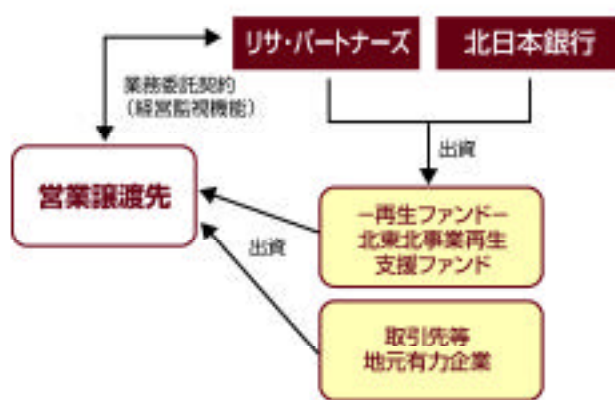 リサ・パートナーズ
北日本銀行
業務委託契約
（経営監視機能）
出資
営業譲渡先
ー再生ファンドー
北東北事業再生
支援ファンド
出資
取引先等
地元有力企業